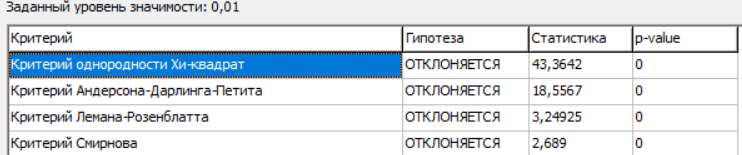 Заданный уровень значимости: 0,01
Критерий Гипотеза Статистика p-value
Критерий однородности Хи-квадрат ОТКЛОНЯЕТСЯ 43,3642 0
Критерий Андерсона-Дарлинга-Петита ОТКЛОНЯЕТСЯ 18,5567 0
Критерий Лемана-Розенблатта ОТКЛОНЯЕТСЯ 3,24925 0
Критерий Смирнова ОТКЛОНЯЕТСЯ 2,689 0